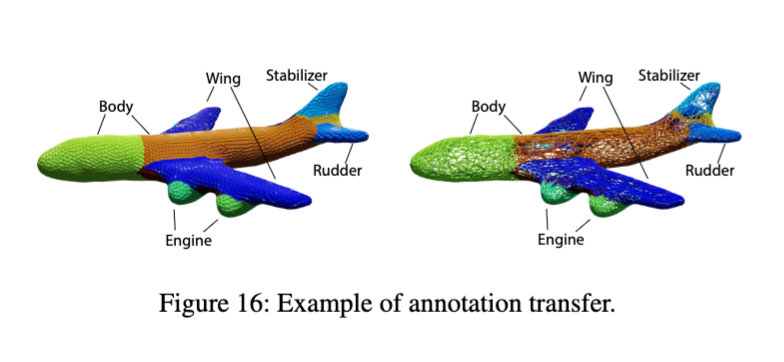 Wing Stabilizer
Body
Rudder
Engine
Wing Stabilizer
Body
Rudder
Engine
Figure 16: Example of annotation transfer.